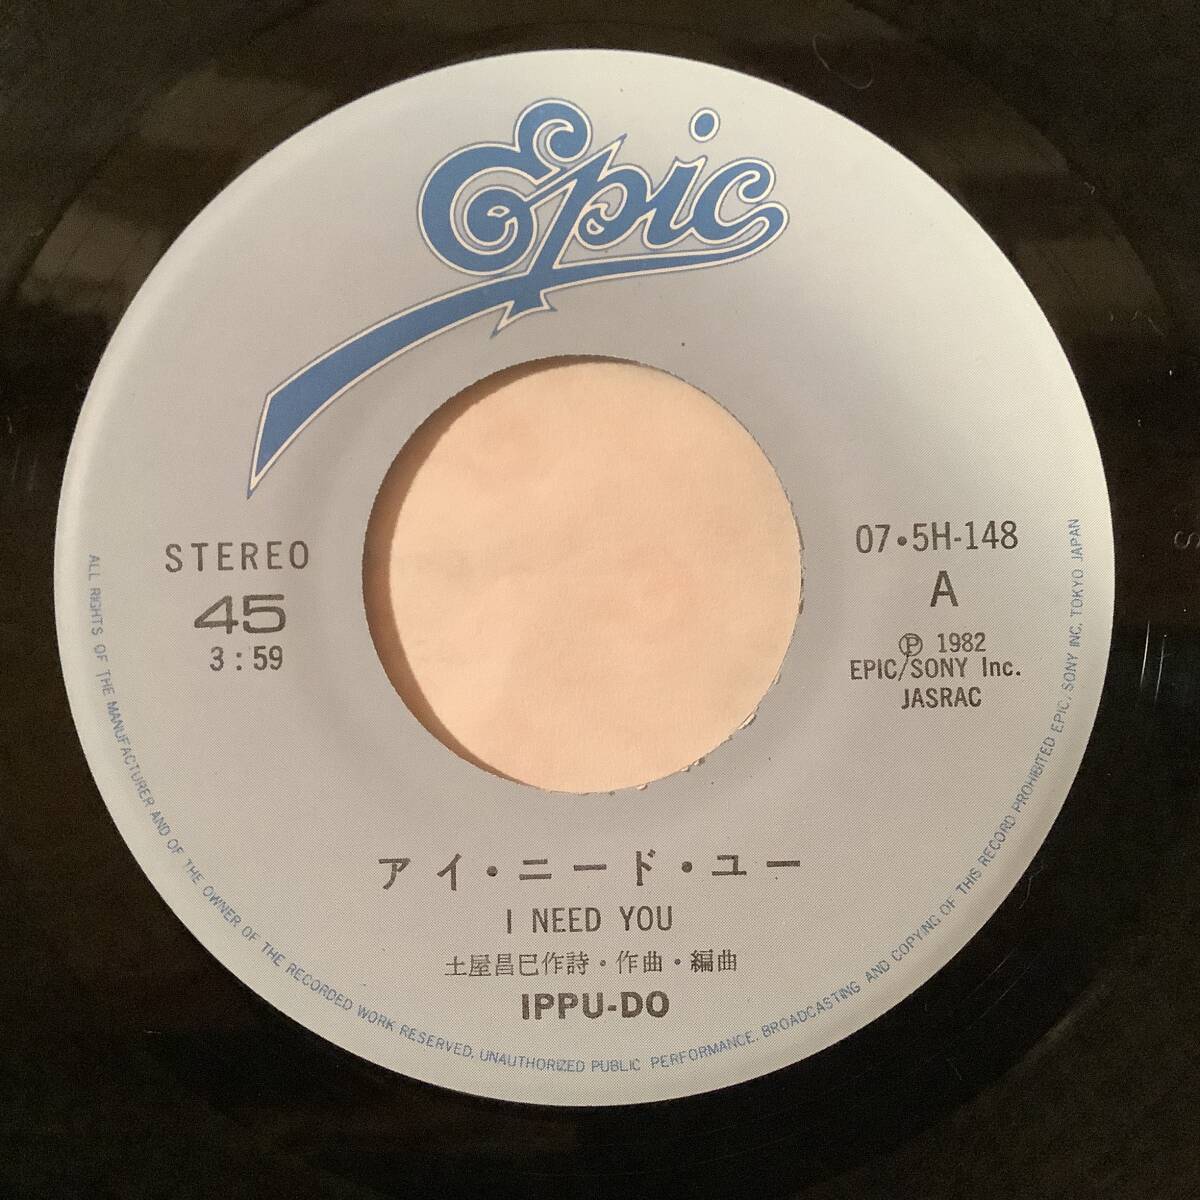 Epic
STEREO
45
3:59
07•5H-148
A
Ⓟ 1982
EPIC/SONY Inc.
JASRAC
アイ・ニード・ユー
I NEED YOU
土屋昌巳作詩・作曲・編曲
IPPU-DO
ALL RIGHTS OF THE MANUFACTURER AND OF THE OWNER OF THE RECORDED WORK RESERVED. UNAUTHORIZED PUBLIC PERFORMANCE, BROADCASTING AND COPYING OF THIS RECORD PROHIBITED EPIC, SONY INC. TOKYO JAPAN